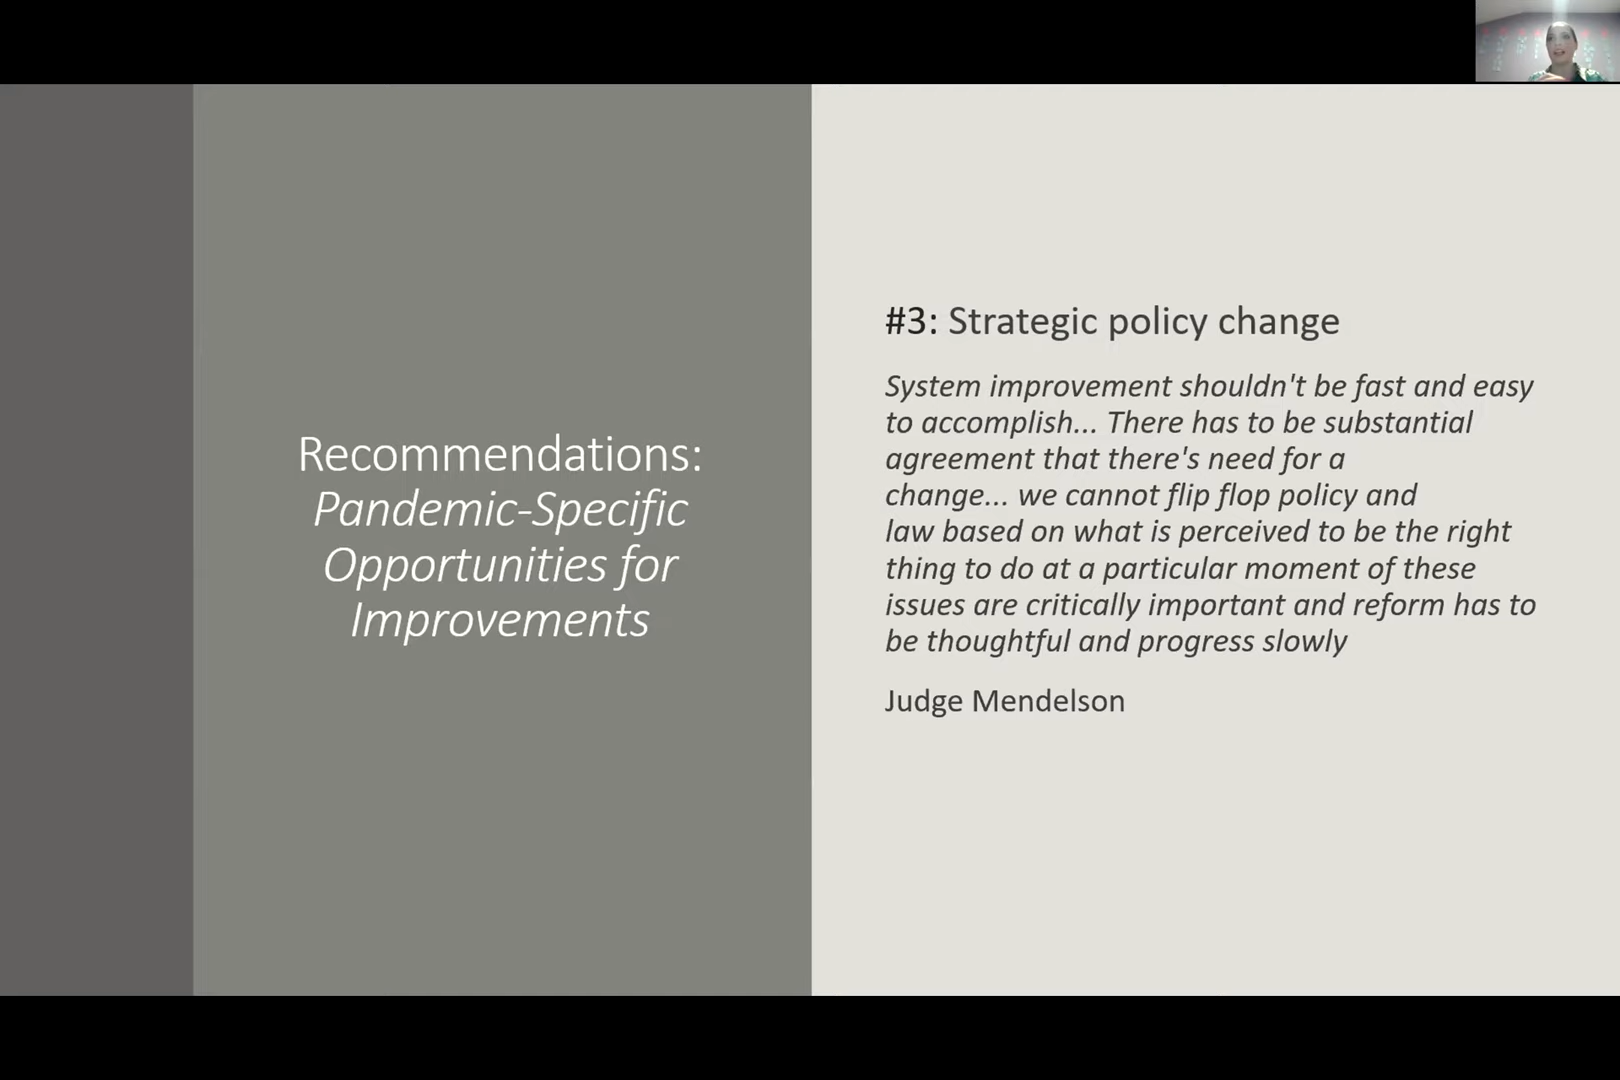 Recommendations:
Pandemic-Specific
Opportunities for
Improvements
#3: Strategic policy change
System improvement shouldn't be fast and easy
to accomplish... There has to be substantial
agreement that there's need for a
change... we cannot flip flop policy and
law based on what is perceived to be the right
thing to do at a particular moment of these
issues are critically important and reform has to
be thoughtful and progress slowly
Judge Mendelson